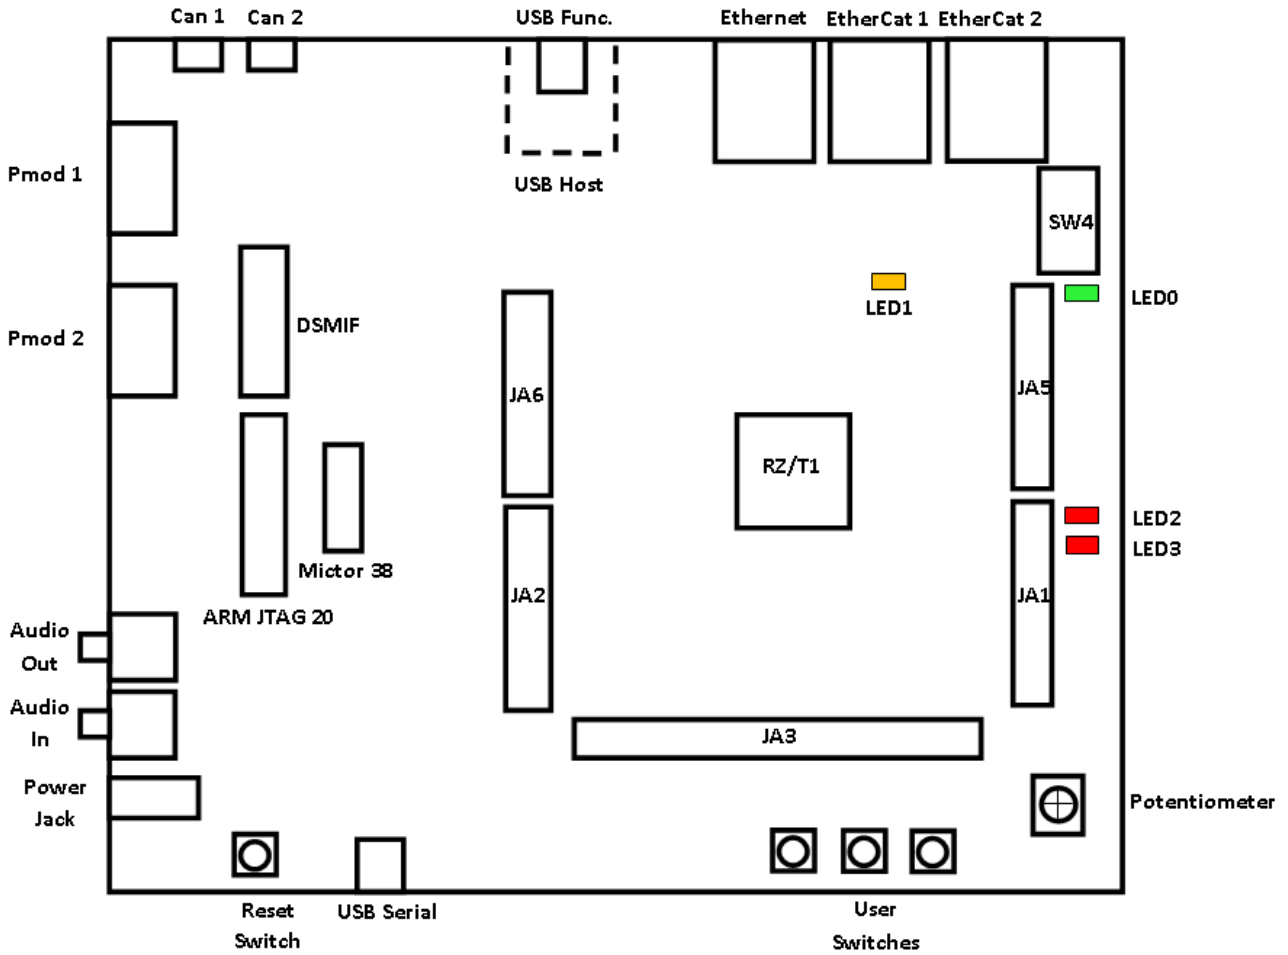 Can 1
Can 2
USB Func.
Ethernet
EtherCat 1
EtherCat 2
Pmod 1
USB Host
SW4
LED1
LED0
DSMIF
Pmod 2
JA6
JA5
RZ/T1
LED2
LED3
Mictor 38
JA2
JA1
ARM JTAG 20
Audio
Out
Audio
In
JA3
Power
Jack
Potentiometer
Reset
Switch
USB Serial
User
Switches